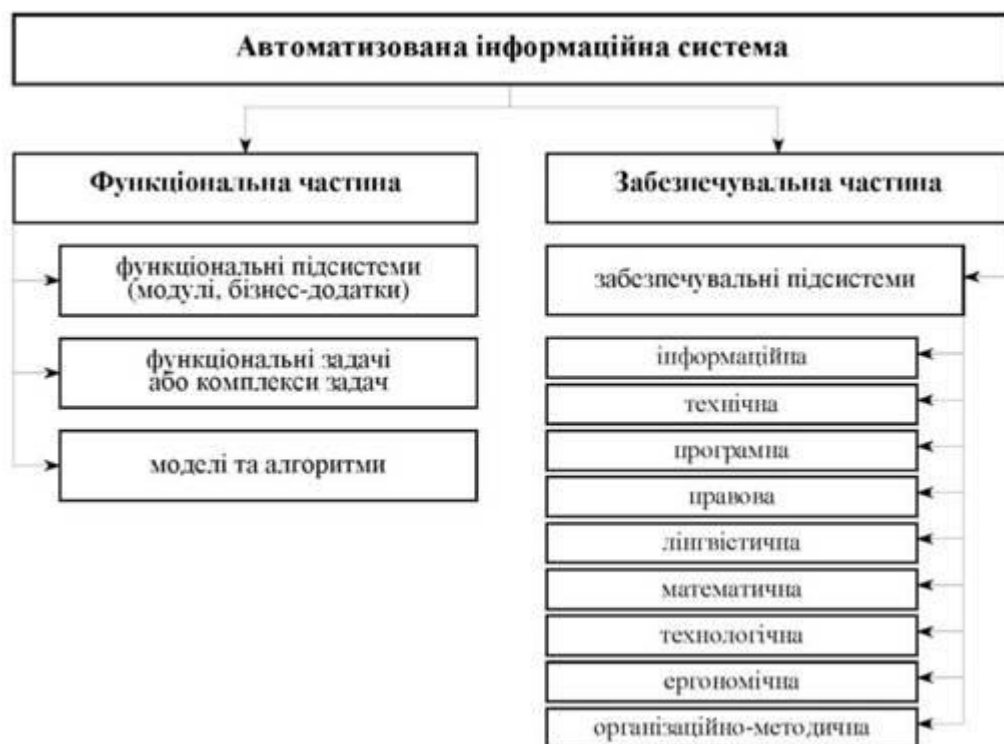 Автоматизована інформаційна система
Функціональна частина
функціональні підсистеми
(модулі, бізнес-додатки)
функціональні задачі
або комплекси задач
моделі та алгоритми
Забезпечувальна частина
забезпечувальні підсистеми
інформаційна
технічна
програмна
правова
лінгвістична
математична
технологічна
ергономічна
організаційно-методична